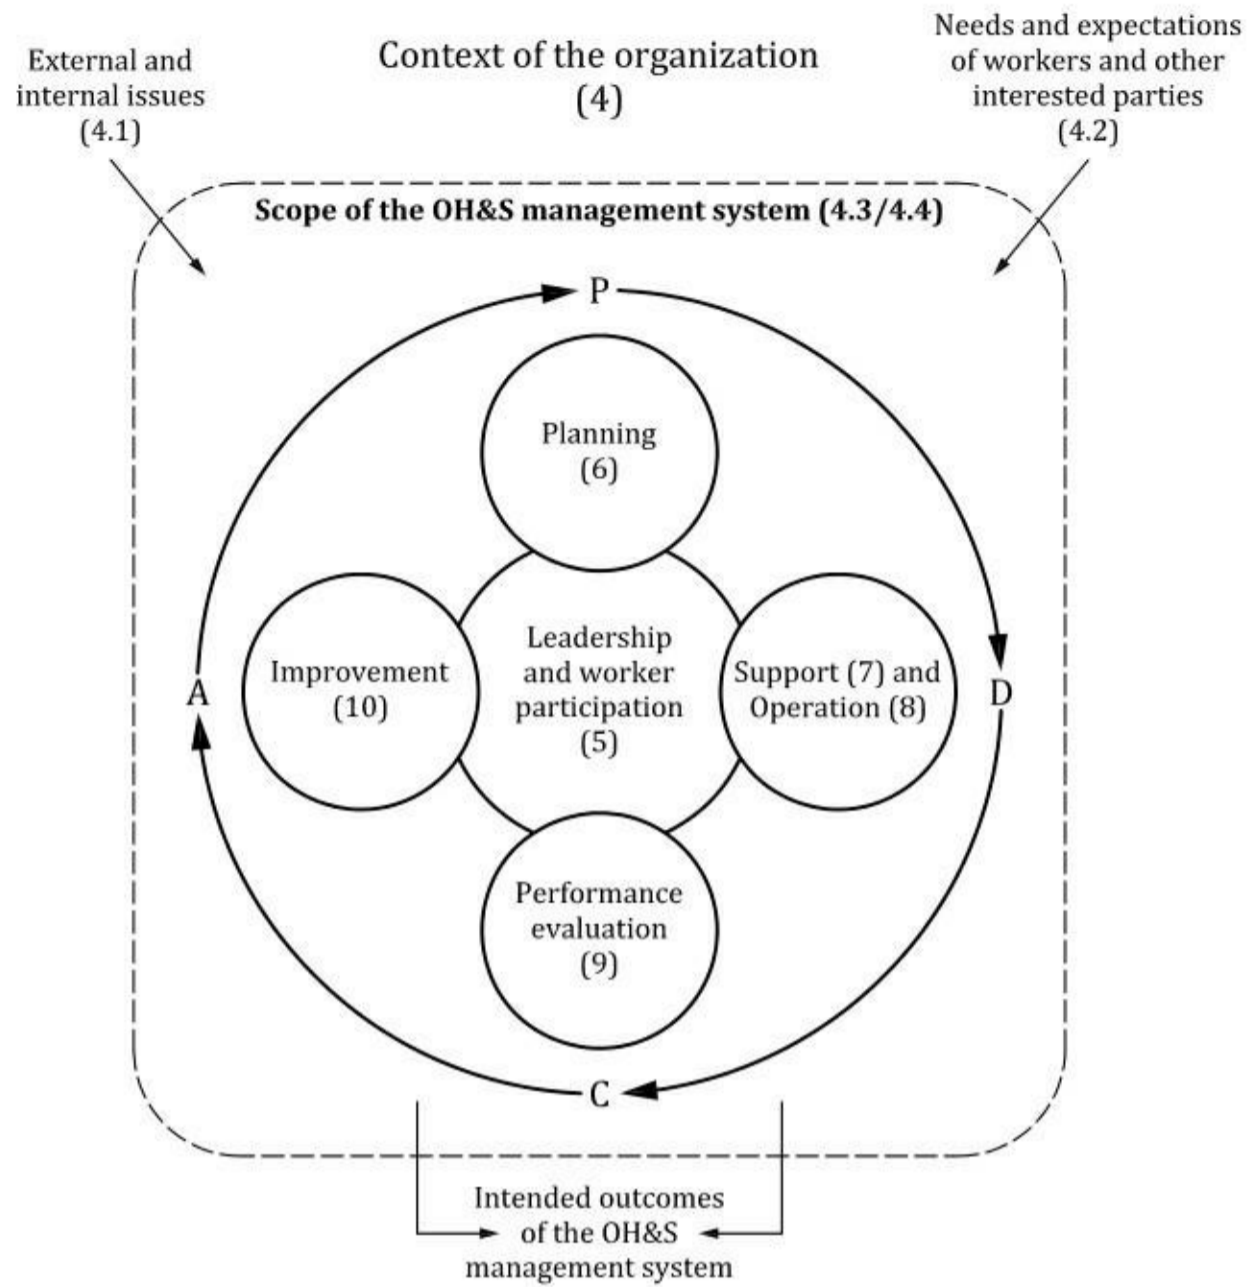 Context of the organization
(4)
External and
internal issues
(4.1)
Needs and expectations
of workers and other
interested parties
(4.2)
Scope of the OH&S management system (4.3/4.4)
P
Planning
(6)
Improvement
(10)
Leadership
and worker
participation
(5)
Support (7) and
Operation (8)
A
D
Performance
evaluation
(9)
C
Intended outcomes
of the OH&S
management system